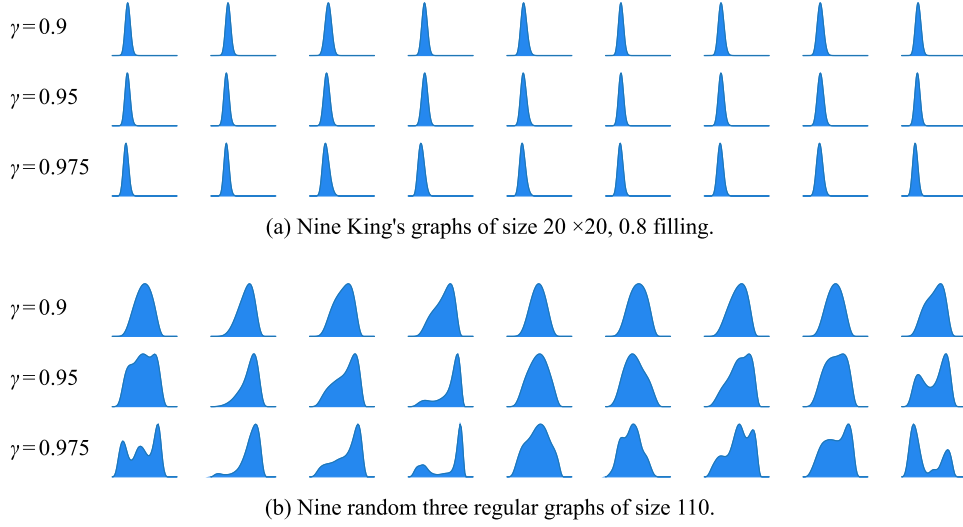 γ=0.9
γ=0.95
γ=0.975
(a) Nine King's graphs of size 20 ×20, 0.8 filling.
γ=0.9
γ=0.95
γ=0.975
(b) Nine random three regular graphs of size 110.